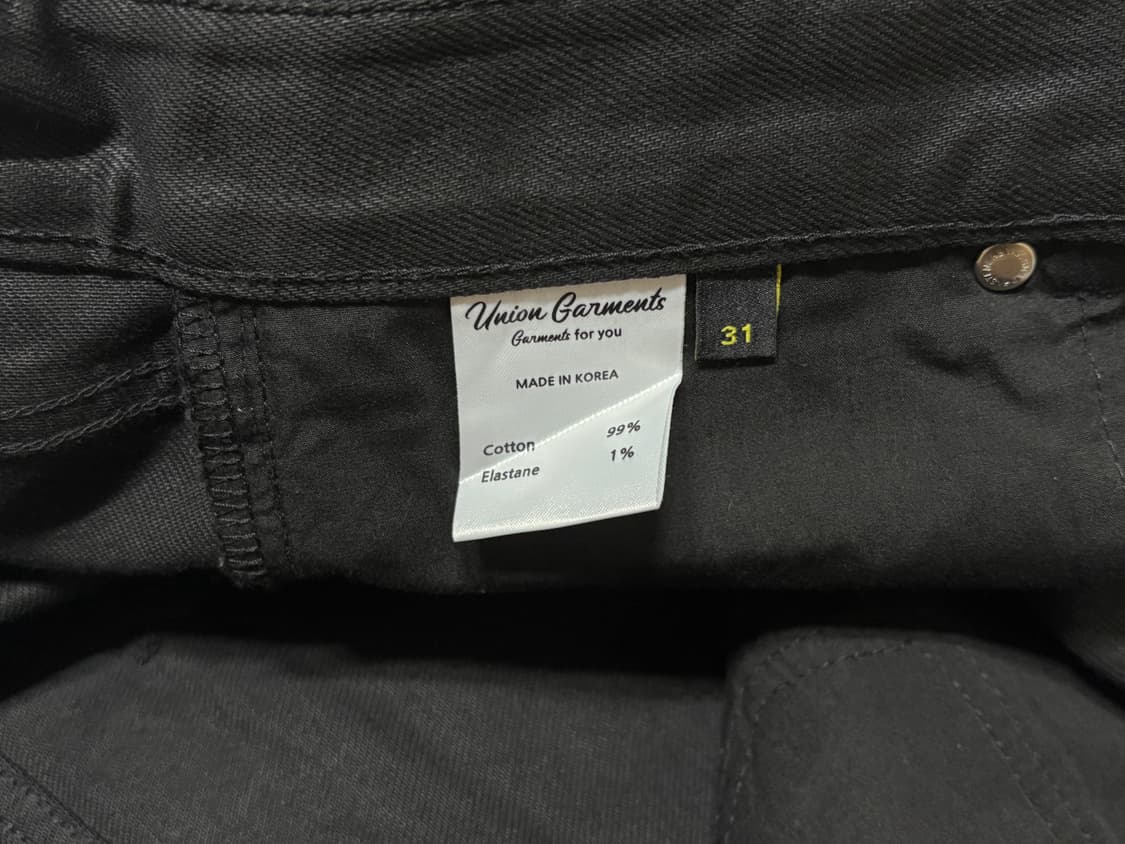 Union Garments
Garments for you
MADE IN KOREA
Cotton 99%
Elastane 1%
31